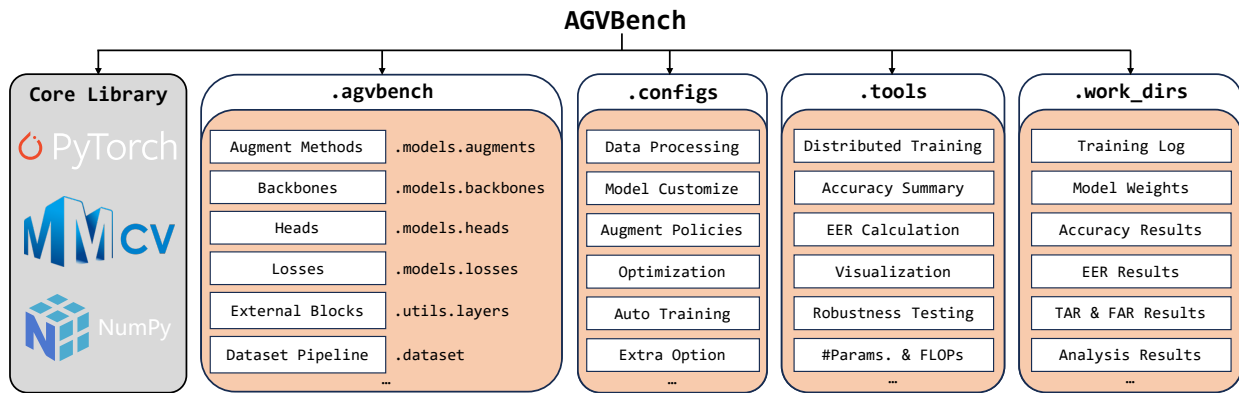 AGVBench
Core Library
PyTorch
MMCV
NumPy
.agvbench
Augment Methods .models.augments
Backbones .models.backbones
Heads .models.heads
Losses .models.losses
External Blocks .utils.layers
Dataset Pipeline .dataset
…
.configs
Data Processing
Model Customize
Augment Policies
Optimization
Auto Training
Extra Option
…
.tools
Distributed Training
Accuracy Summary
EER Calculation
Visualization
Robustness Testing
#Params. & FLOPs
…
.work_dirs
Training Log
Model Weights
Accuracy Results
EER Results
TAR & FAR Results
Analysis Results
…